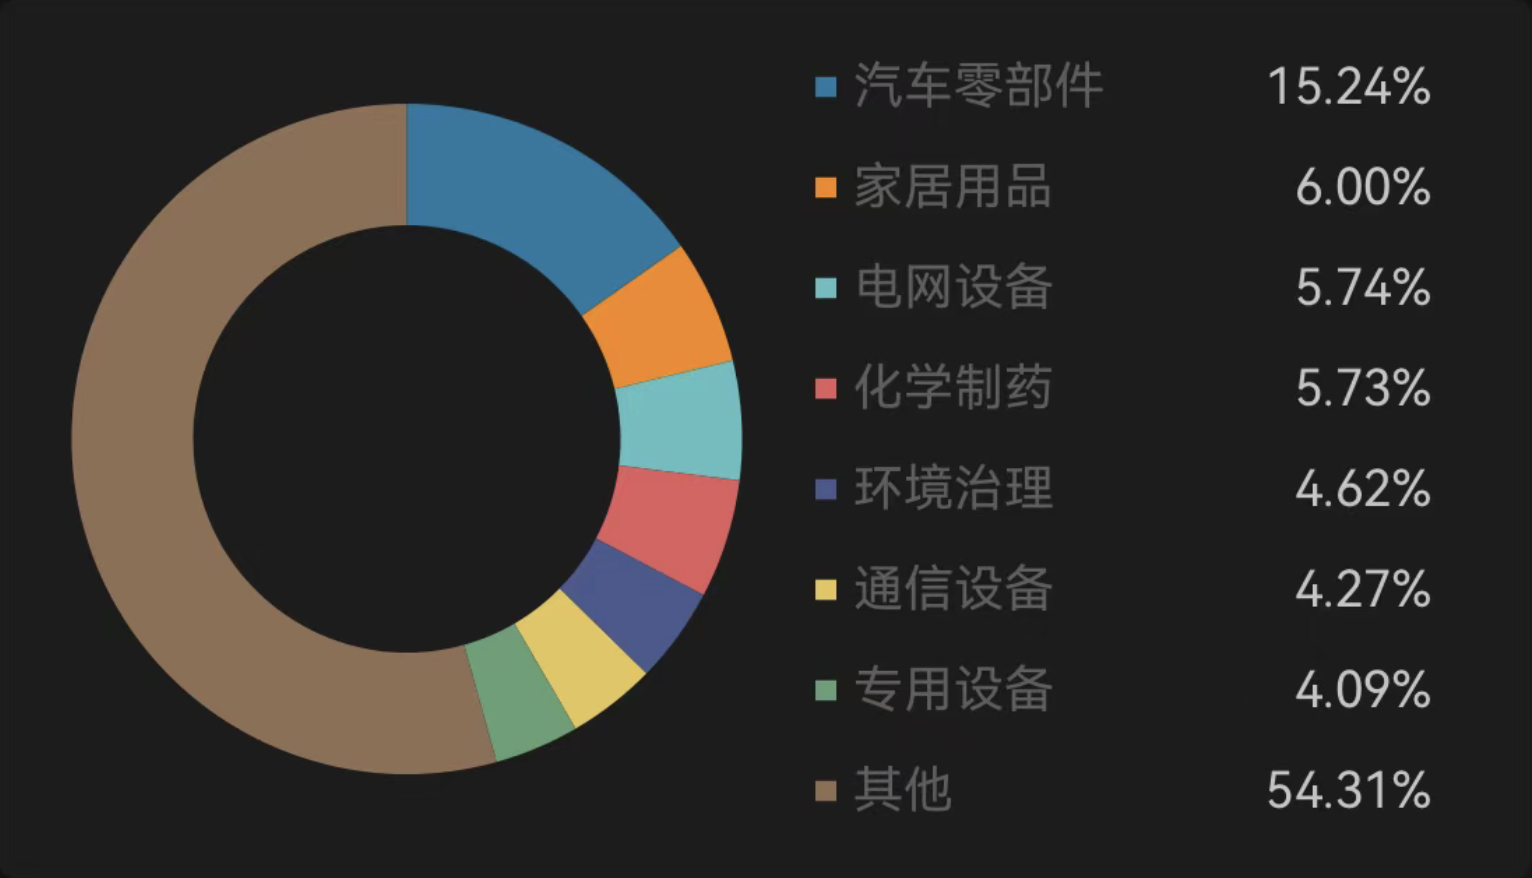 汽车零部件 15.24%
家居用品 6.00%
电网设备 5.74%
化学制药 5.73%
环境治理 4.62%
通信设备 4.27%
专用设备 4.09%
其他 54.31%